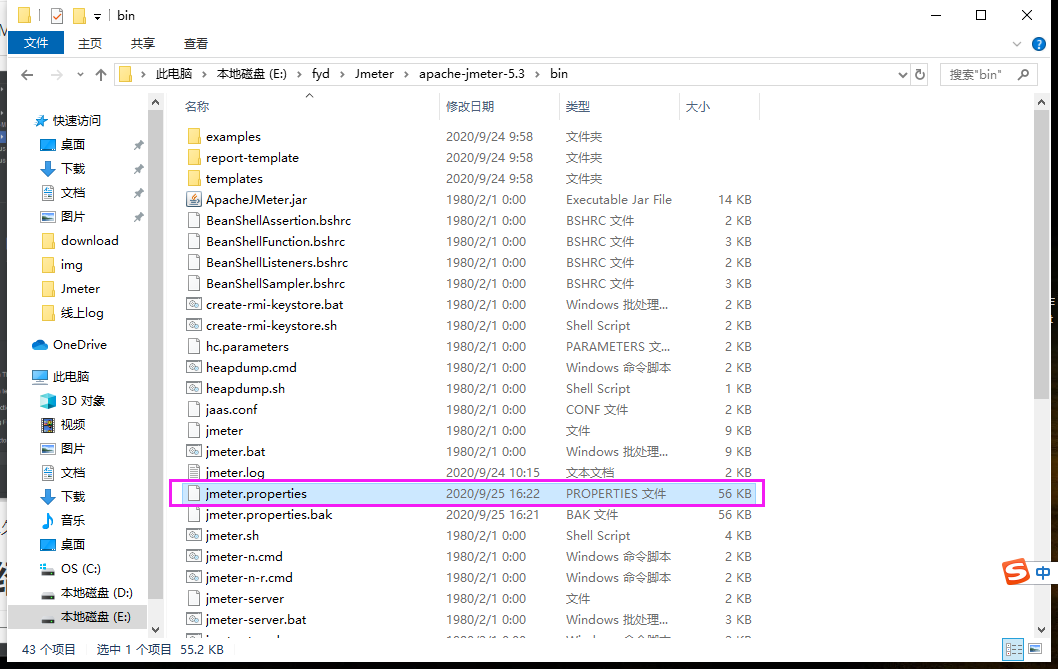 bin
文件 主页 共享 查看
此电脑 › 本地磁盘 (E:) › fyd › Jmeter › apache-jmeter-5.3 › bin 搜索"bin"
名称 修改日期 类型 大小
快速访问
桌面
下载
文档
图片
download
img
Jmeter
线上log
OneDrive
此电脑
3D 对象
视频
图片
文档
下载
音乐
桌面
OS (C:)
本地磁盘 (D:)
本地磁盘 (E:)
examples 2020/9/24 9:58 文件夹
report-template 2020/9/24 9:58 文件夹
templates 2020/9/24 9:58 文件夹
ApacheJMeter.jar 1980/2/1 0:00 Executable Jar File 14 KB
BeanShellAssertion.bshrc 1980/2/1 0:00 BSHRC 文件 2 KB
BeanShellFunction.bshrc 1980/2/1 0:00 BSHRC 文件 3 KB
BeanShellListeners.bshrc 1980/2/1 0:00 BSHRC 文件 2 KB
BeanShellSampler.bshrc 1980/2/1 0:00 BSHRC 文件 3 KB
create-rmi-keystore.bat 1980/2/1 0:00 Windows 批处理... 2 KB
create-rmi-keystore.sh 1980/2/1 0:00 Shell Script 2 KB
hc.parameters 1980/2/1 0:00 PARAMETERS 文... 2 KB
heapdump.cmd 1980/2/1 0:00 Windows 命令脚本 2 KB
heapdump.sh 1980/2/1 0:00 Shell Script 1 KB
jaas.conf 1980/2/1 0:00 CONF 文件 2 KB
jmeter 1980/2/1 0:00 文件 9 KB
jmeter.bat 1980/2/1 0:00 Windows 批处理... 9 KB
jmeter.log 2020/9/24 10:15 文本文档 2 KB
jmeter.properties 2020/9/25 16:22 PROPERTIES 文件 56 KB
jmeter.properties.bak 2020/9/25 16:21 BAK 文件 56 KB
jmeter.sh 1980/2/1 0:00 Shell Script 4 KB
jmeter-n.cmd 1980/2/1 0:00 Windows 命令脚本 2 KB
jmeter-n-r.cmd 1980/2/1 0:00 Windows 命令脚本 2 KB
jmeter-server 1980/2/1 0:00 文件 2 KB
jmeter-server.bat 1980/2/1 0:00 Windows 批处理... 3 KB
中
43 个项目 选中 1 个项目 55.2 KB